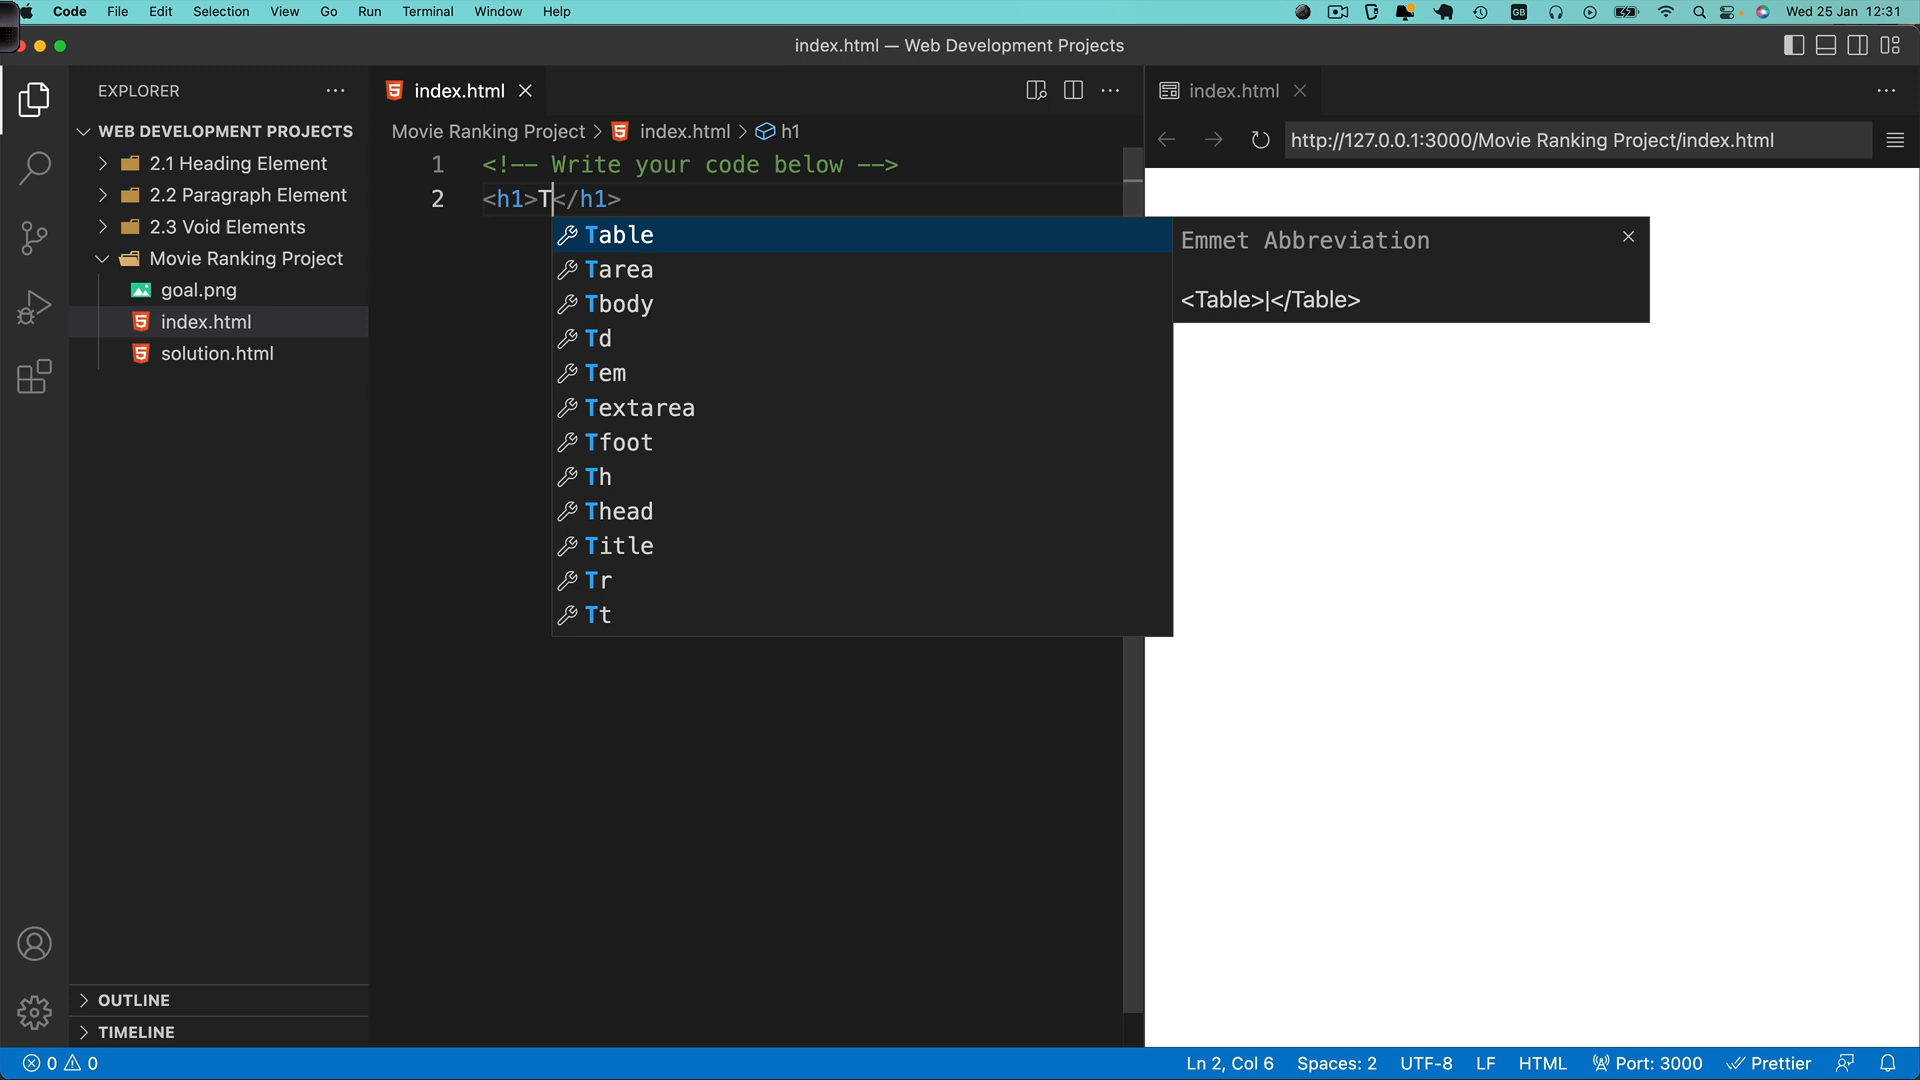 Code File Edit Selection View Go Run Terminal Window Help
GB Wed 25 Jan 12:31
index.html — Web Development Projects
EXPLORER
WEB DEVELOPMENT PROJECTS
2.1 Heading Element
2.2 Paragraph Element
2.3 Void Elements
Movie Ranking Project
goal.png
index.html
solution.html
OUTLINE
TIMELINE
index.html
Movie Ranking Project > index.html > h1
1 <!-- Write your code below -->
2 <h1>T</h1>
Table
Tarea
Tbody
Td
Tem
Textarea
Tfoot
Th
Thead
Title
Tr
Tt
Emmet Abbreviation
<Table>|</Table>
index.html
http://127.0.0.1:3000/Movie Ranking Project/index.html
0 0
Ln 2, Col 6 Spaces: 2 UTF-8 LF HTML Port: 3000 Prettier